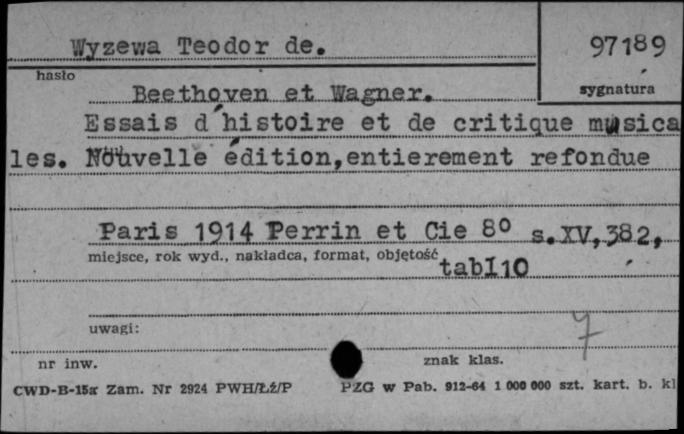 Wyzewa Teodor de.
97189
hasło
sygnatura
Beethoven et Wagner.
Essais d'histoire et de critique musica
les. Nouvelle édition, entierement refondue
Paris 1914 Perrin et Cie 8° s.XV,382,
miejsce, rok wyd., nakładca, format, objętość
tabl10
uwagi:
7
nr inw.
znak klas.
CWD-B-15a Zam. Nr 2924 PWH/Łź/P
PZG w Pab. 912-64 1 000 000 szt. kart. b. kl